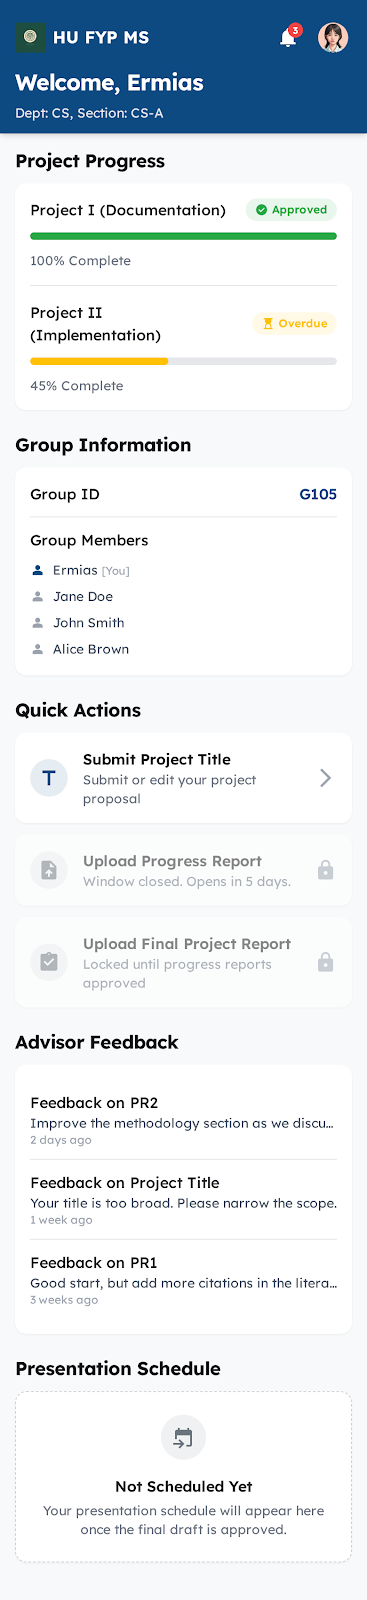 HU FYP MS
3
Welcome, Ermias
Dept: CS, Section: CS-A
Project Progress
Project I (Documentation)
Approved
100% Complete
Project II
(Implementation)
Overdue
45% Complete
Group Information
Group ID
G105
Group Members
Ermias [You]
Jane Doe
John Smith
Alice Brown
Quick Actions
T
Submit Project Title
Submit or edit your project
proposal
Upload Progress Report
Window closed. Opens in 5 days.
Upload Final Project Report
Locked until progress reports
approved
Advisor Feedback
Feedback on PR2
Improve the methodology section as we discu...
2 days ago
Feedback on Project Title
Your title is too broad. Please narrow the scope.
1 week ago
Feedback on PR1
Good start, but add more citations in the litera...
3 weeks ago
Presentation Schedule
Not Scheduled Yet
Your presentation schedule will appear here
once the final draft is approved.